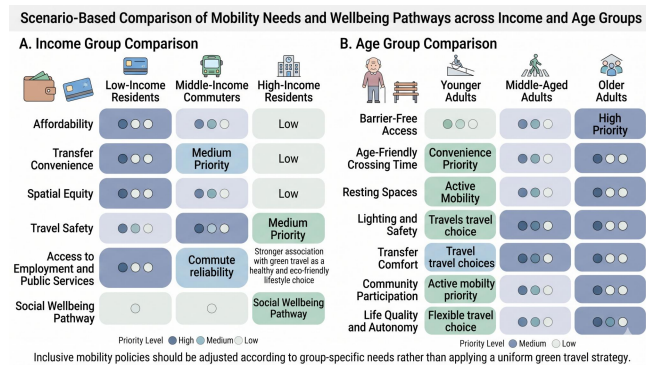 Scenario-Based Comparison of Mobility Needs and Wellbeing Pathways across Income and Age Groups
A. Income Group Comparison
Low-Income
Residents
Middle-Income
Commuters
High-Income
Residents
Affordability
Low
Transfer
Convenience
Medium
Priority
Low
Spatial Equity
Low
Travel Safety
Medium
Priority
Access to
Employment and
Public Services
Commute
reliability
Stronger association
with green travel as a
healthy and eco-friendly
lifestyle choice
Social Wellbeing
Pathway
Social Wellbeing
Pathway
Priority Level High Medium Low
B. Age Group Comparison
Younger
Adults
Middle-Aged
Adults
Older
Adults
Barrier-Free
Access
High
Priority
Age-Friendly
Crossing Time
Convenience
Priority
Resting Spaces
Active
Mobility
Lighting and
Safety
Travels travel
choice
Transfer
Comfort
Travel
travel choices
Community
Participation
Active mobilty
priority
Life Quality
and Autonomy
Flexible travel
choice
Priority Level Medium Low
Inclusive mobility policies should be adjusted according to group-specific needs rather than applying a uniform green travel strategy.